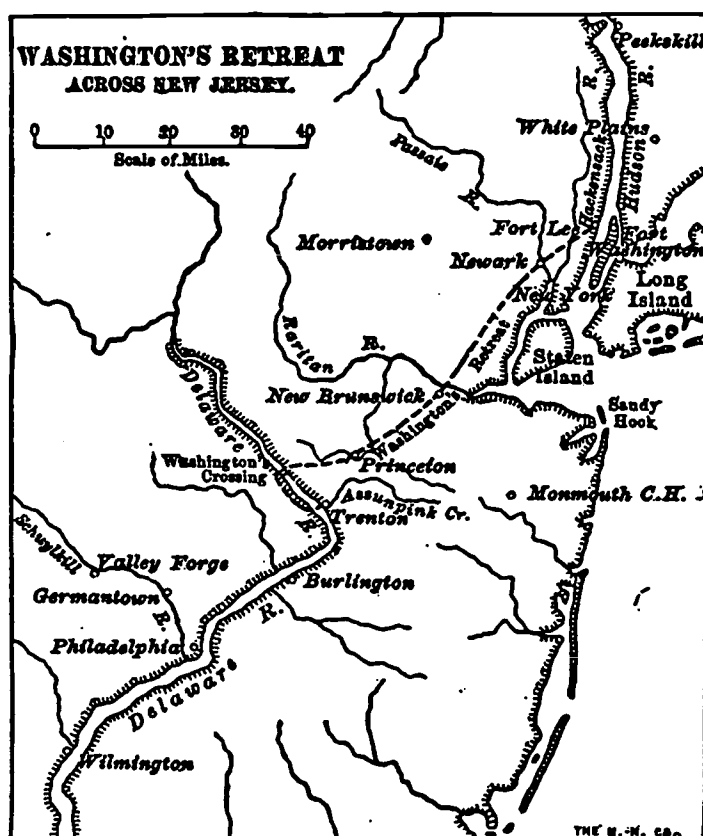 WASHINGTON'S RETREAT
ACROSS NEW JERSEY.
0 10 20 30 40
Scale of Miles.
Peekskill
R.
R.
White Plains
Hudson
Hackensack
Passaic
R.
Fort Lee
Fort
Washington
Morristown
Newark
New York
Long
Island
Retreat
Raritan
R.
Staten
Island
New Brunswick
Washington's
Sandy
Hook
Delaware
Washington's
Crossing
Princeton
Assunpink Cr.
Monmouth C.H.
R.
Trenton
Schuylkill
Valley Forge
Burlington
Germantown
R.
R.
Philadelphia
Delaware
Wilmington
THE M.-N. CO.